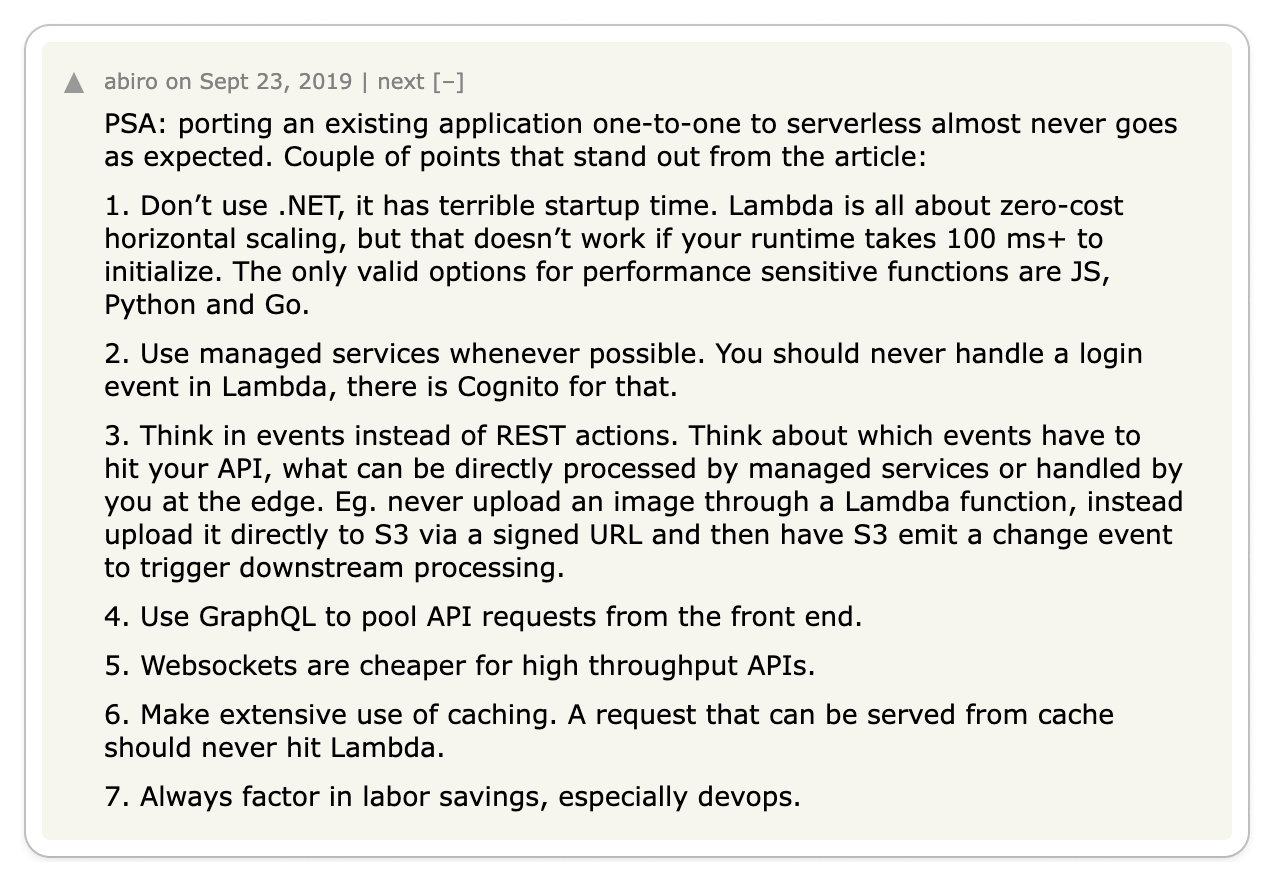 ▲ abiro on Sept 23, 2019 | next [–]
PSA: porting an existing application one-to-one to serverless almost never goes
as expected. Couple of points that stand out from the article:
1. Don’t use .NET, it has terrible startup time. Lambda is all about zero-cost
horizontal scaling, but that doesn’t work if your runtime takes 100 ms+ to
initialize. The only valid options for performance sensitive functions are JS,
Python and Go.
2. Use managed services whenever possible. You should never handle a login
event in Lambda, there is Cognito for that.
3. Think in events instead of REST actions. Think about which events have to
hit your API, what can be directly processed by managed services or handled by
you at the edge. Eg. never upload an image through a Lamdba function, instead
upload it directly to S3 via a signed URL and then have S3 emit a change event
to trigger downstream processing.
4. Use GraphQL to pool API requests from the front end.
5. Websockets are cheaper for high throughput APIs.
6. Make extensive use of caching. A request that can be served from cache
should never hit Lambda.
7. Always factor in labor savings, especially devops.